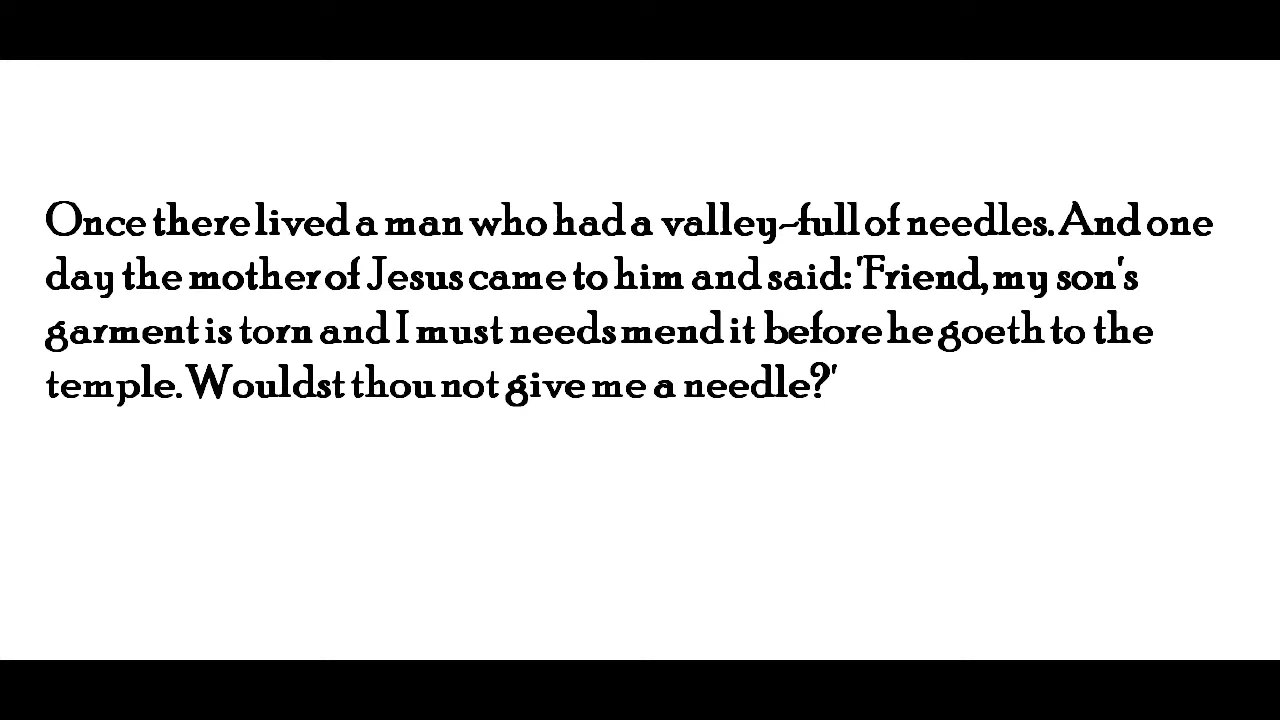 Once there lived a man who had a valley-full of needles. And one
day the mother of Jesus came to him and said: 'Friend, my son's
garment is torn and I must needs mend it before he goeth to the
temple. Wouldst thou not give me a needle?'